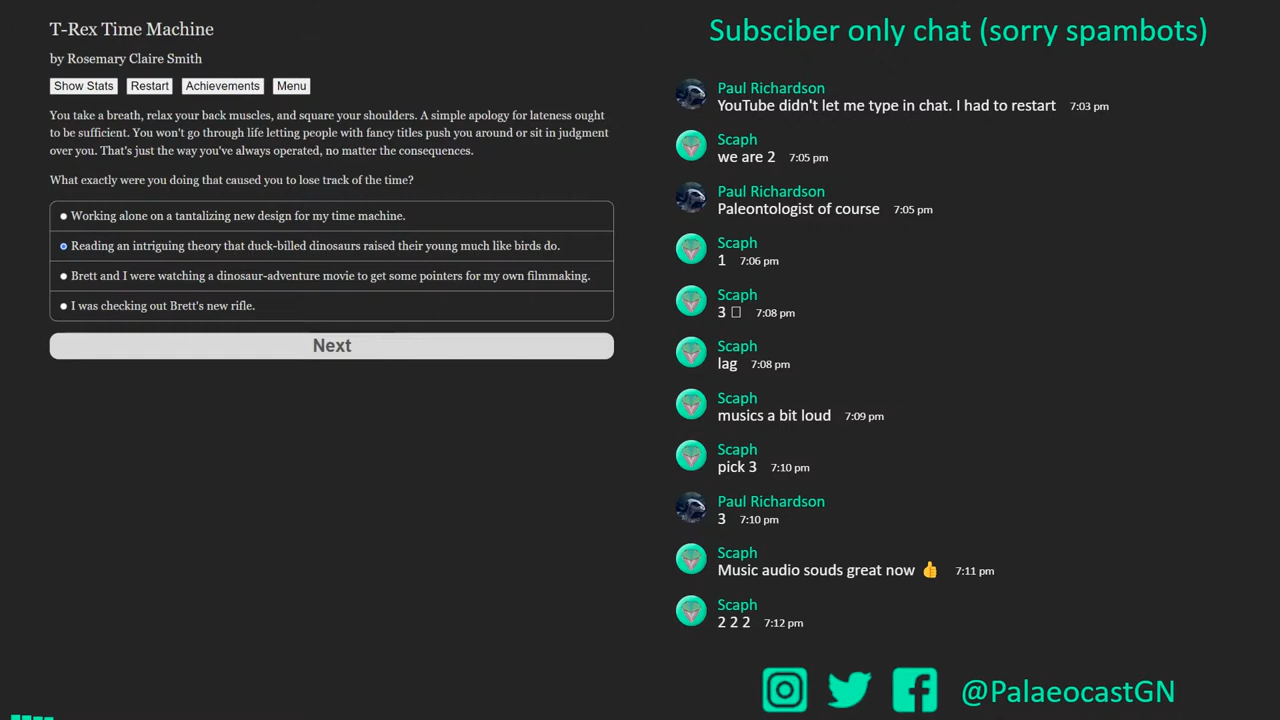 T-Rex Time Machine
by Rosemary Claire Smith
Show Stats Restart Achievements Menu
You take a breath, relax your back muscles, and square your shoulders. A simple apology for lateness ought
to be sufficient. You won't go through life letting people with fancy titles push you around or sit in judgment
over you. That's just the way you've always operated, no matter the consequences.
What exactly were you doing that caused you to lose track of the time?
Working alone on a tantalizing new design for my time machine.
Reading an intriguing theory that duck-billed dinosaurs raised their young much like birds do.
Brett and I were watching a dinosaur-adventure movie to get some pointers for my own filmmaking.
I was checking out Brett's new rifle.
Next
Subsciber only chat (sorry spambots)
Paul Richardson
YouTube didn't let me type in chat. I had to restart 7:03 pm
Scaph
we are 2 7:05 pm
Paul Richardson
Paleontologist of course 7:05 pm
Scaph
1 7:06 pm
Scaph
3 7:08 pm
Scaph
lag 7:08 pm
Scaph
musics a bit loud 7:09 pm
Scaph
pick 3 7:10 pm
Paul Richardson
3 7:10 pm
Scaph
Music audio souds great now 👍 7:11 pm
Scaph
2 2 2 7:12 pm
@PalaeocastGN